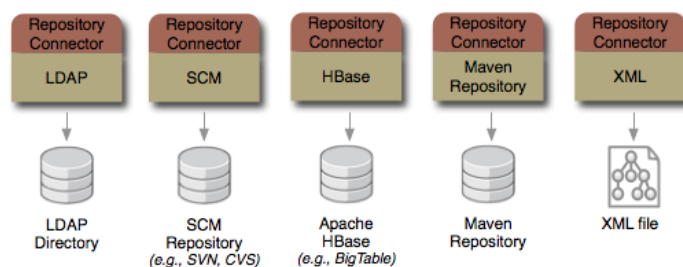 Repository
Connector
LDAP
Repository
Connector
SCM
Repository
Connector
HBase
Repository
Connector
Maven
Repository
Repository
Connector
XML
LDAP
Directory
SCM
Repository
(e.g., SVN, CVS)
Apache
HBase
(e.g., BigTable)
Maven
Repository
XML file